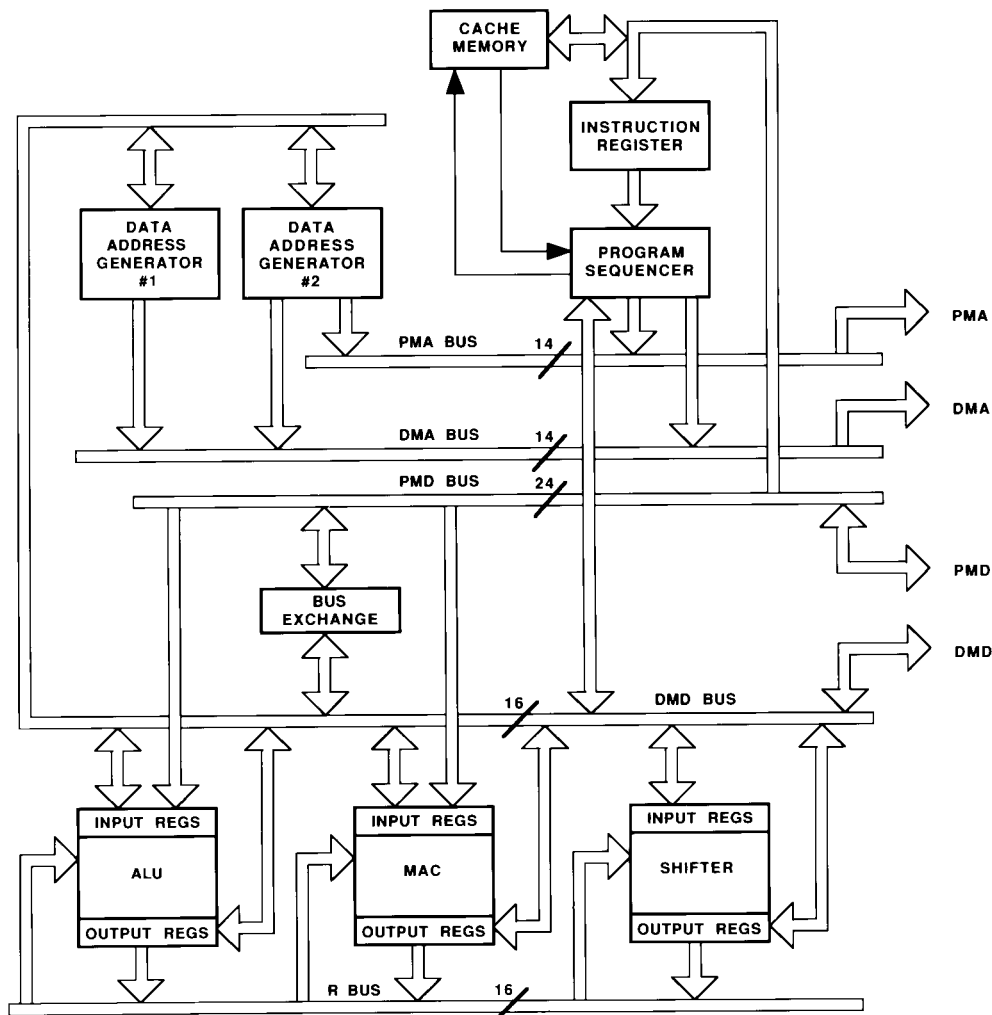 CACHE
MEMORY
INSTRUCTION
REGISTER
DATA
ADDRESS
GENERATOR
#1
DATA
ADDRESS
GENERATOR
#2
PROGRAM
SEQUENCER
PMA
PMA BUS
14
DMA
DMA BUS
14
PMD BUS
24
PMD
BUS
EXCHANGE
DMD
16
DMD BUS
INPUT REGS
ALU
OUTPUT REGS
INPUT REGS
MAC
OUTPUT REGS
INPUT REGS
SHIFTER
OUTPUT REGS
R BUS
16